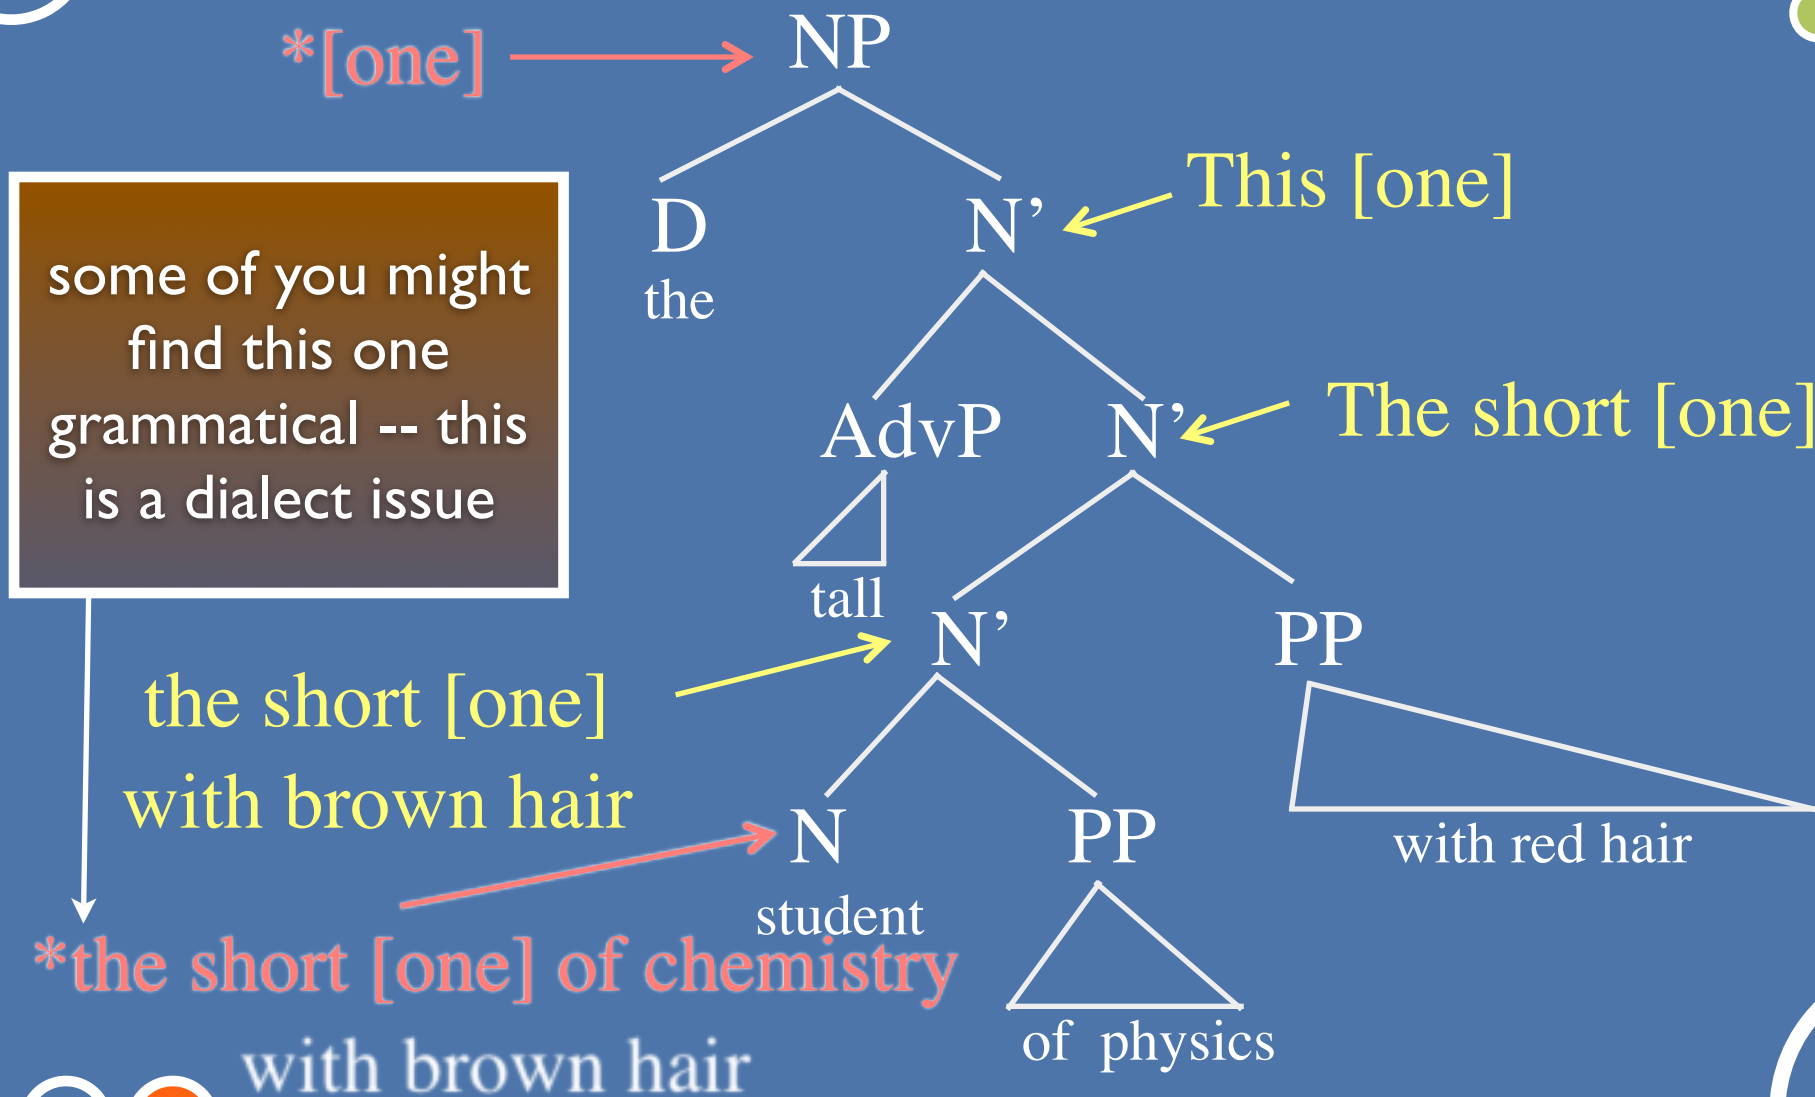 *[one]
NP
This [one]
D
N’
the
some of you might
find this one
grammatical -- this
is a dialect issue
The short [one]
AdvP
N’
tall
N’
PP
the short [one]
with brown hair
N
PP
with red hair
student
*the short [one] of chemistry
with brown hair
of physics